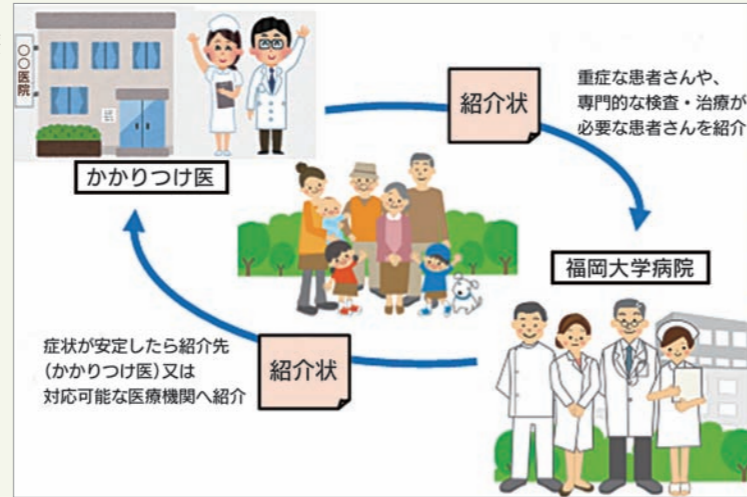 〇〇医院
かかりつけ医
紹介状
重症な患者さんや、
専門的な検査・治療が
必要な患者さんを紹介
福岡大学病院
症状が安定したら紹介先
(かかりつけ医)又は
対応可能な医療機関へ紹介
紹介状